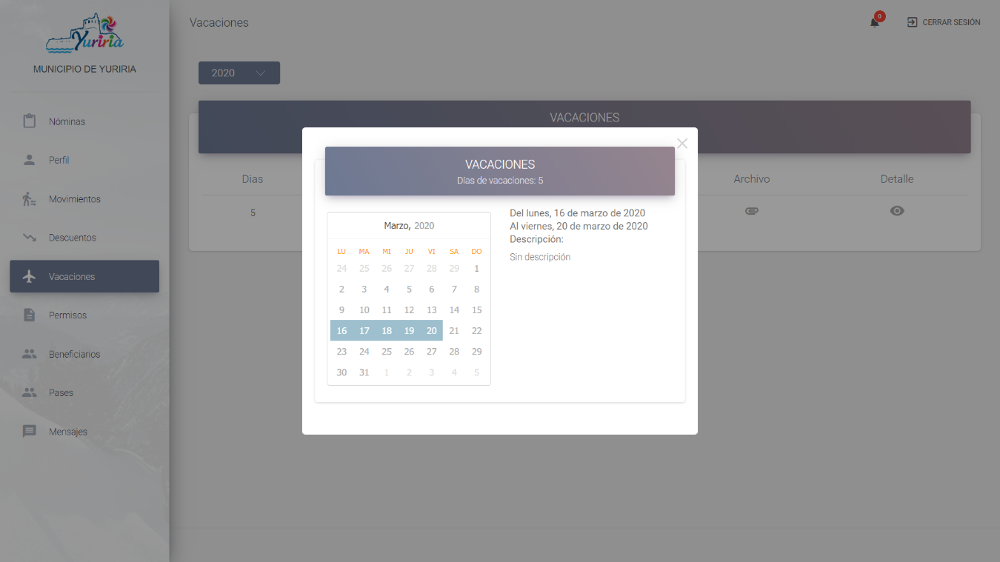 Yuriria
MUNICIPIO DE YURIRIA
Nóminas
Perfil
Movimientos
Descuentos
Vacaciones
Permisos
Beneficiarios
Pases
Mensajes
Vacaciones
0
CERRAR SESIÓN
2020
VACACIONES
Dias
Archivo
Detalle
5
VACACIONES
Días de vacaciones: 5
Marzo, 2020
LU MA MI JU VI SA DO
24 25 26 27 28 29 1
2 3 4 5 6 7 8
9 10 11 12 13 14 15
16 17 18 19 20 21 22
23 24 25 26 27 28 29
30 31 1 2 3 4 5
Del lunes, 16 de marzo de 2020
Al viernes, 20 de marzo de 2020
Descripción:
Sin descripción